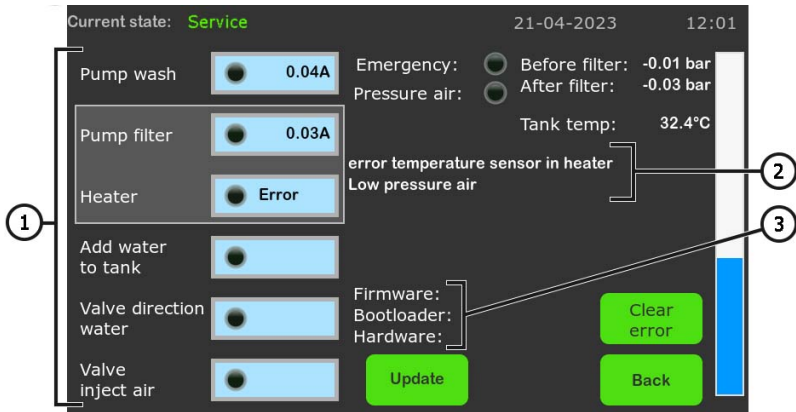 Current state: Service 21-04-2023 12:01
Pump wash 0.04A
Emergency: Before filter: -0.01 bar
Pressure air: After filter: -0.03 bar
Pump filter 0.03A
Tank temp: 32.4°C
error temperature sensor in heater
Low pressure air
Heater Error
Add water
to tank
Valve direction
water
Firmware:
Bootloader:
Hardware:
Clear
error
Valve
inject air
Update
Back
1
2
3